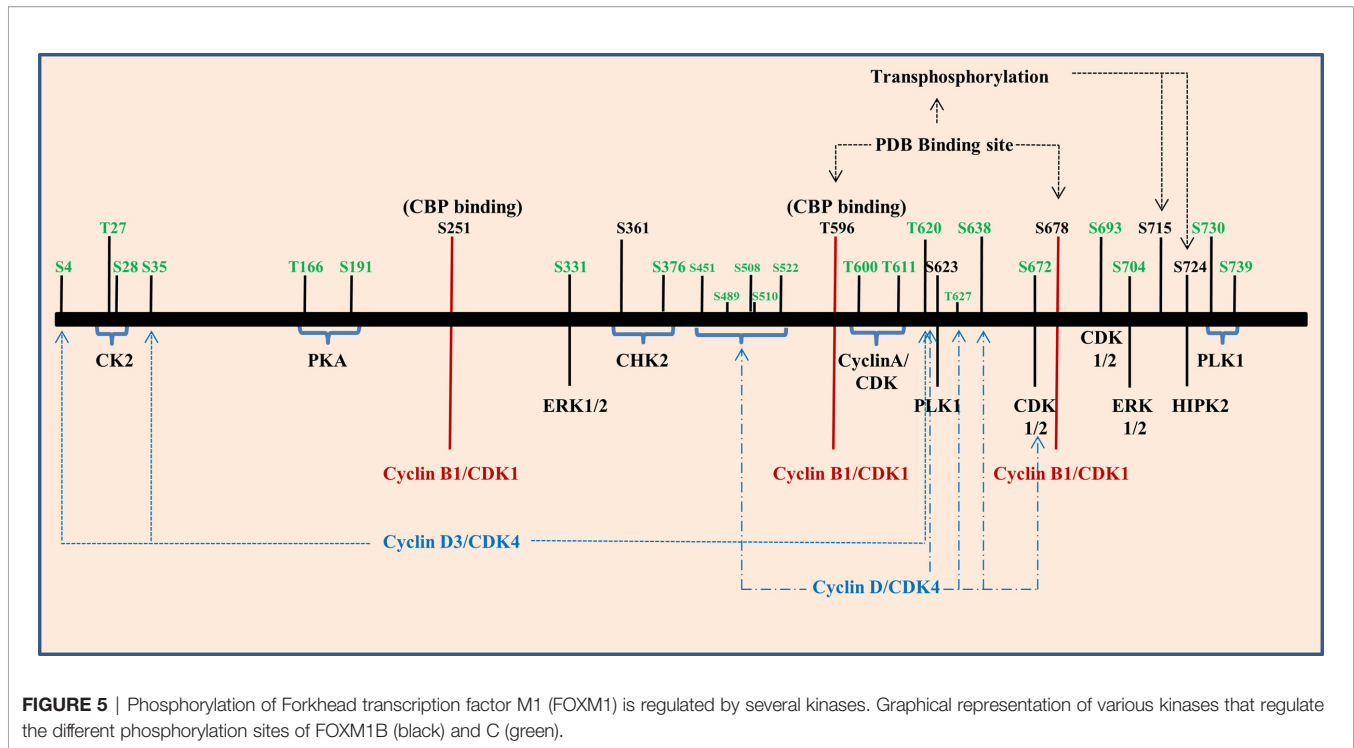 Transphosphorylation
PDB Binding site
(CBP binding) (CBP binding)
T27 S251 S361 T596 T620 S638 S678 S693 S715 S730
S4 S28 S35 T166 S191 S331 S376 S451 S508 S522 T600 T611 S623 S672 S704 S724 S739
S489 S510 T627
CK2 PKA CHK2 CyclinA/ CDK PLK1
CDK 1/2
ERK1/2 PLK1 CDK ERK HIPK2
1/2 1/2
Cyclin B1/CDK1 Cyclin B1/CDK1 Cyclin B1/CDK1
Cyclin D3/CDK4
Cyclin D/CDK4
FIGURE 5 | Phosphorylation of Forkhead transcription factor M1 (FOXM1) is regulated by several kinases. Graphical representation of various kinases that regulate
the different phosphorylation sites of FOXM1B (black) and C (green).